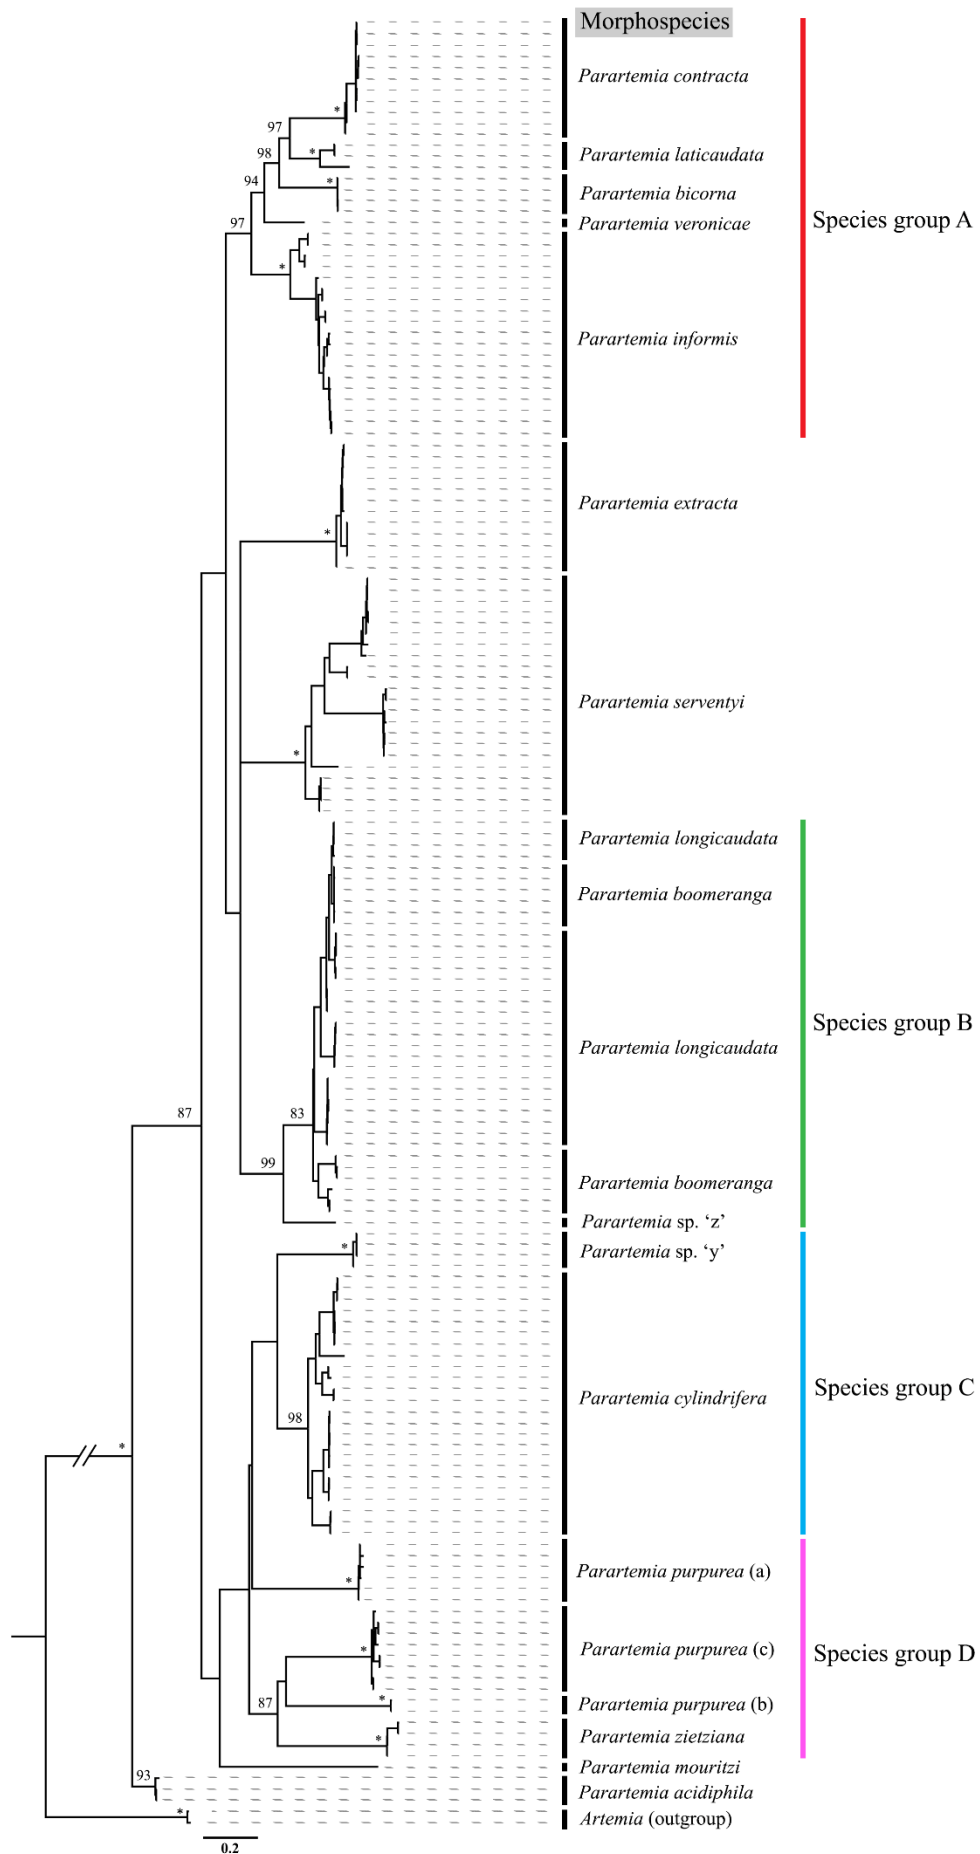 Morphospecies
Parartemia contracta
*
97
Parartemia laticaudata
98
*
Parartemia bicorna
94
*
Parartemia veronicae
Species group A
97
*
Parartemia informis
Parartemia extracta
*
Parartemia serventyi
*
Parartemia longicaudata
Parartemia boomeranga
Species group B
Parartemia longicaudata
87
83
99
Parartemia boomeranga
Parartemia sp. ‘z’
Parartemia sp. ‘y’
*
Species group C
Parartemia cylindrifera
98
*
Parartemia purpurea (a)
*
Parartemia purpurea (c)
*
Species group D
87
Parartemia purpurea (b)
*
Parartemia zietziana
*
Parartemia mouritzi
93
Parartemia acidiphila
*
Artemia (outgroup)
0.2